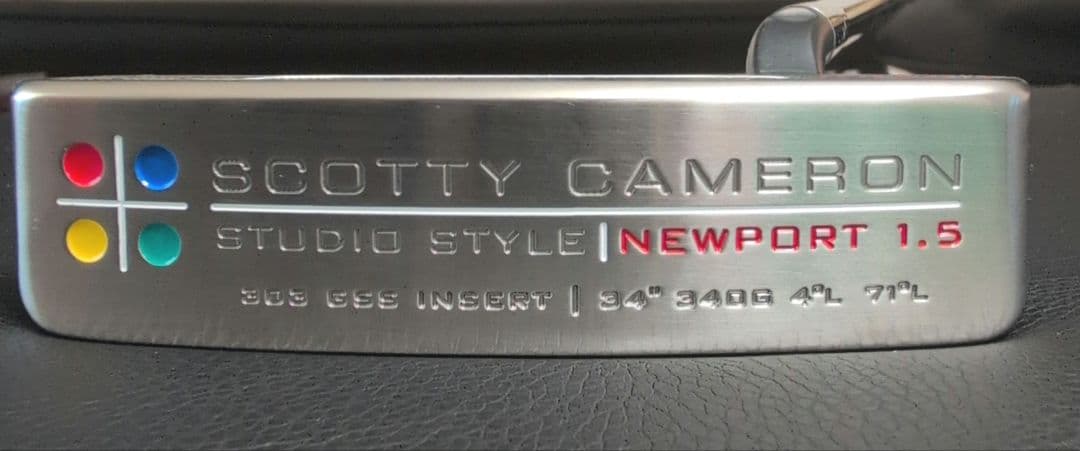 SCOTTY CAMERON
STUDIO STYLE | NEWPORT 1.5
303 GSS INSERT | 34" 340G 4°L 71°L